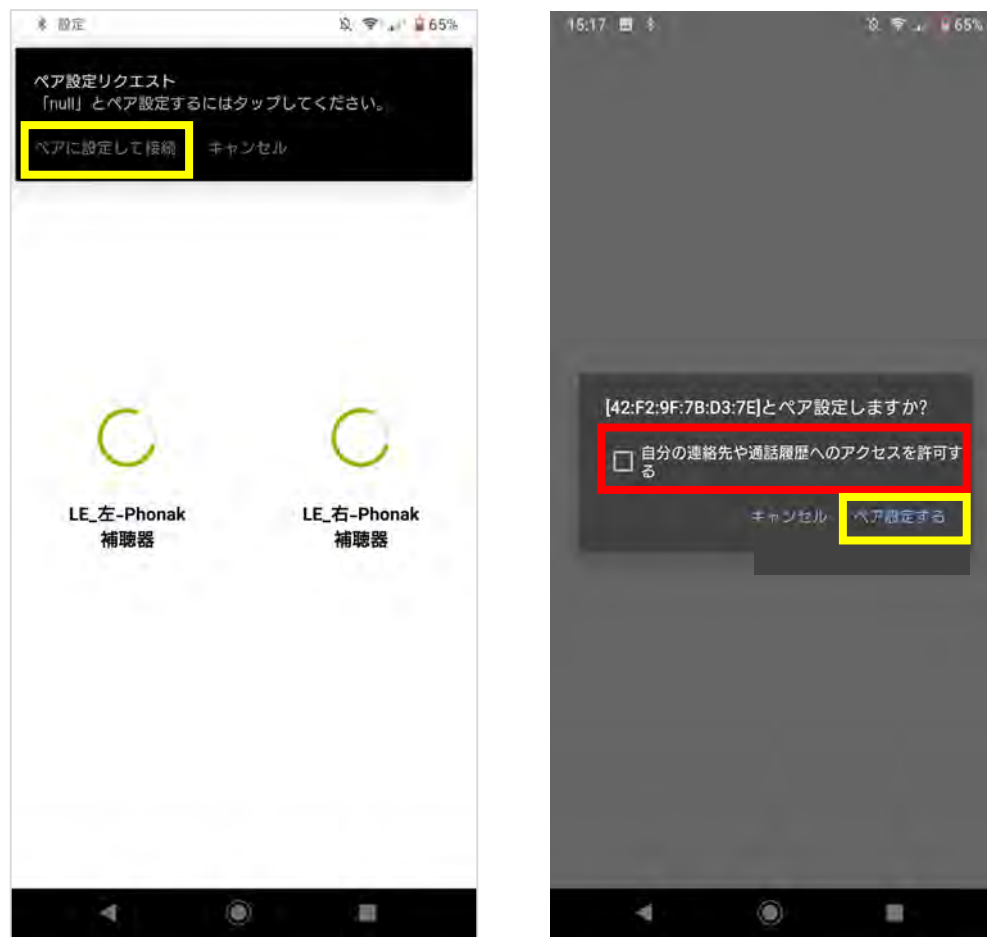 設定
65%
ペア設定リクエスト
「null」とペア設定するにはタップしてください。
ペアに設定して接続 キャンセル
LE_左-Phonak
補聴器
LE_右-Phonak
補聴器
15:17
65%
[42:F2:9F:7B:D3:7E]とペア設定しますか?
自分の連絡先や通話履歴へのアクセスを許可す
る
キャンセル ペア設定する